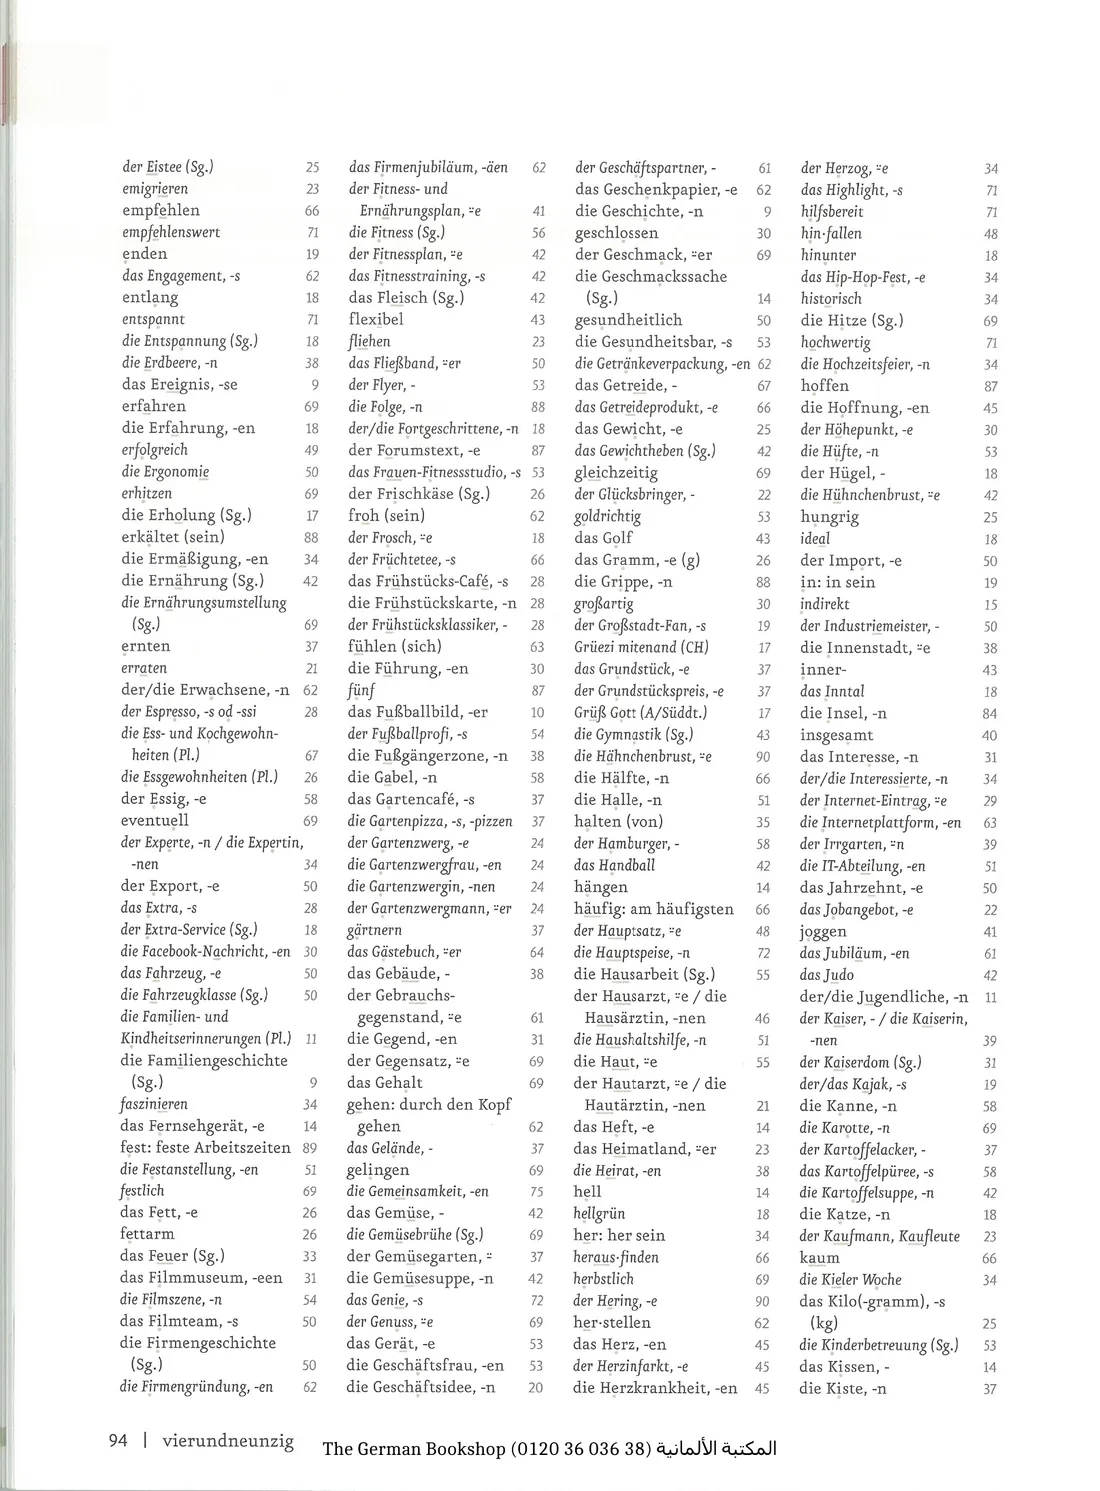 der Eistee (Sg.) 25
emigrieren 23
empfehlen 66
empfehlenswert 71
enden 19
das Engagement, -s 62
entlang 18
entspannt 71
die Entspannung (Sg.) 18
die Erdbeere, -n 38
das Ereignis, -se 9
erfahren 69
die Erfahrung, -en 18
erfolgreich 49
die Ergonomie 50
erhitzen 69
die Erholung (Sg.) 17
erkältet (sein) 88
die Ermäßigung, -en 34
die Ernährung (Sg.) 42
die Ernährungsumstellung
(Sg.) 69
ernten 37
erraten 21
der/die Erwachsene, -n 62
der Espresso, -s od -ssi 28
die Ess- und Kochgewohn-
heiten (Pl.) 67
die Essgewohnheiten (Pl.) 26
der Essig, -e 58
eventuell 69
der Experte, -n / die Expertin,
-nen 34
der Export, -e 50
das Extra, -s 28
der Extra-Service (Sg.) 18
die Facebook-Nachricht, -en 30
das Fahrzeug, -e 50
die Fahrzeugklasse (Sg.) 50
die Familien- und
Kindheitserinnerungen (Pl.) 11
die Familiengeschichte
(Sg.) 9
faszinieren 34
das Fernsehgerät, -e 14
fest: feste Arbeitszeiten 89
die Festanstellung, -en 51
festlich 69
das Fett, -e 26
fettarm 26
das Feuer (Sg.) 33
das Filmmuseum, -een 31
die Filmszene, -n 54
das Filmteam, -s 50
die Firmengeschichte
(Sg.) 50
die Firmengründung, -en 62
das Firmenjubiläum, -äen 62
der Fitness- und
Ernährungsplan, ⸚e 41
die Fitness (Sg.) 56
der Fitnessplan, ⸚e 42
das Fitnesstraining, -s 42
das Fleisch (Sg.) 42
flexibel 43
fliehen 23
das Fließband, ⸚er 50
der Flyer, - 53
die Folge, -n 88
der/die Fortgeschrittene, -n 18
der Forumstext, -e 87
das Frauen-Fitnessstudio, -s 53
der Frischkäse (Sg.) 26
froh (sein) 62
der Frosch, ⸚e 18
der Früchtetee, -s 66
das Frühstücks-Café, -s 28
die Frühstückskarte, -n 28
der Frühstücksklassiker, - 28
fühlen (sich) 63
die Führung, -en 30
fünf 87
das Fußballbild, -er 10
der Fußballprofi, -s 54
die Fußgängerzone, -n 38
die Gabel, -n 58
das Gartencafé, -s 37
die Gartenpizza, -s, -pizzen 37
der Gartenzwerg, -e 24
die Gartenzwergfrau, -en 24
die Gartenzwergin, -nen 24
der Gartenzwergmann, ⸚er 24
gärtnern 37
das Gästebuch, ⸚er 64
das Gebäude, - 38
der Gebrauchs-
gegenstand, ⸚e 61
die Gegend, -en 31
der Gegensatz, ⸚e 69
das Gehalt 69
gehen: durch den Kopf
gehen 62
das Gelände, - 37
gelingen 69
die Gemeinsamkeit, -en 75
das Gemüse, - 42
die Gemüsebrühe (Sg.) 69
der Gemüsegarten, ⸚ 37
die Gemüsesuppe, -n 42
das Genie, -s 72
der Genuss, ⸚e 69
das Gerät, -e 53
die Geschäftsfrau, -en 53
die Geschäftsidee, -n 20
der Geschäftspartner, - 61
das Geschenkpapier, -e 62
die Geschichte, -n 9
geschlossen 30
der Geschmack, ⸚er 69
die Geschmackssache
(Sg.) 14
gesundheitlich 50
die Gesundheitsbar, -s 53
die Getränkeverpackung, -en 62
das Getreide, - 67
das Getreideprodukt, -e 66
das Gewicht, -e 25
das Gewichtheben (Sg.) 42
gleichzeitig 69
der Glücksbringer, - 22
goldrichtig 53
das Golf 43
das Gramm, -e (g) 26
die Grippe, -n 88
großartig 30
der Großstadt-Fan, -s 19
Grüezi mitenand (CH) 17
das Grundstück, -e 37
der Grundstückspreis, -e 37
Grüß Gott (A/Süddt.) 17
die Gymnastik (Sg.) 43
die Hähnchenbrust, ⸚e 90
die Hälfte, -n 66
die Halle, -n 51
halten (von) 35
der Hamburger, - 58
das Handball 42
hängen 14
häufig: am häufigsten 66
der Hauptsatz, ⸚e 48
die Hauptspeise, -n 72
die Hausarbeit (Sg.) 55
der Hausarzt, ⸚e / die
Hausärztin, -nen 46
die Haushaltshilfe, -n 51
die Haut, ⸚e 55
der Hautarzt, ⸚e / die
Hautärztin, -nen 21
das Heft, -e 14
das Heimatland, ⸚er 23
die Heirat, -en 38
hell 14
hellgrün 18
her: her sein 34
heraus·finden 66
herbstlich 69
der Hering, -e 90
her·stellen 62
das Herz, -en 45
der Herzinfarkt, -e 45
die Herzkrankheit, -en 45
der Herzog, ⸚e 34
das Highlight, -s 71
hilfsbereit 71
hin·fallen 48
hinunter 18
das Hip-Hop-Fest, -e 34
historisch 34
die Hitze (Sg.) 69
hochwertig 71
die Hochzeitsfeier, -n 34
hoffen 87
die Hoffnung, -en 45
der Höhepunkt, -e 30
die Hüfte, -n 53
der Hügel, - 18
die Hühnchenbrust, ⸚e 42
hungrig 25
ideal 18
der Import, -e 50
in: in sein 19
indirekt 15
der Industriemeister, - 50
die Innenstadt, ⸚e 38
inner- 43
das Inntal 18
die Insel, -n 84
insgesamt 40
das Interesse, -n 31
der/die Interessierte, -n 34
der Internet-Eintrag, ⸚e 29
die Internetplattform, -en 63
der Irrgarten, ⸚n 39
die IT-Abteilung, -en 51
das Jahrzehnt, -e 50
das Jobangebot, -e 22
joggen 41
das Jubiläum, -en 61
das Judo 42
der/die Jugendliche, -n 11
der Kaiser, - / die Kaiserin,
-nen 39
der Kaiserdom (Sg.) 31
der/das Kajak, -s 19
die Kanne, -n 58
die Karotte, -n 69
der Kartoffelacker, - 37
das Kartoffelpüree, -s 58
die Kartoffelsuppe, -n 42
die Katze, -n 18
der Kaufmann, Kaufleute 23
kaum 66
die Kieler Woche 34
das Kilo(-gramm), -s
(kg) 25
die Kinderbetreuung (Sg.) 53
das Kissen, - 14
die Kiste, -n 37
94 | vierundneunzig
The German Bookshop (0120 36 036 38) المكتبة الألمانية